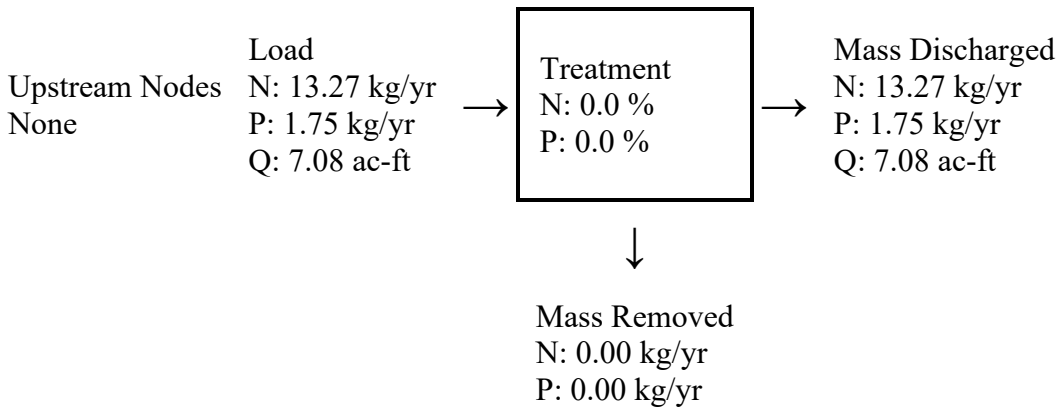 Upstream Nodes
None
Load
N: 13.27 kg/yr
P: 1.75 kg/yr
Q: 7.08 ac-ft
→
Treatment
N: 0.0 %
P: 0.0 %
→
Mass Discharged
N: 13.27 kg/yr
P: 1.75 kg/yr
Q: 7.08 ac-ft
↓
Mass Removed
N: 0.00 kg/yr
P: 0.00 kg/yr